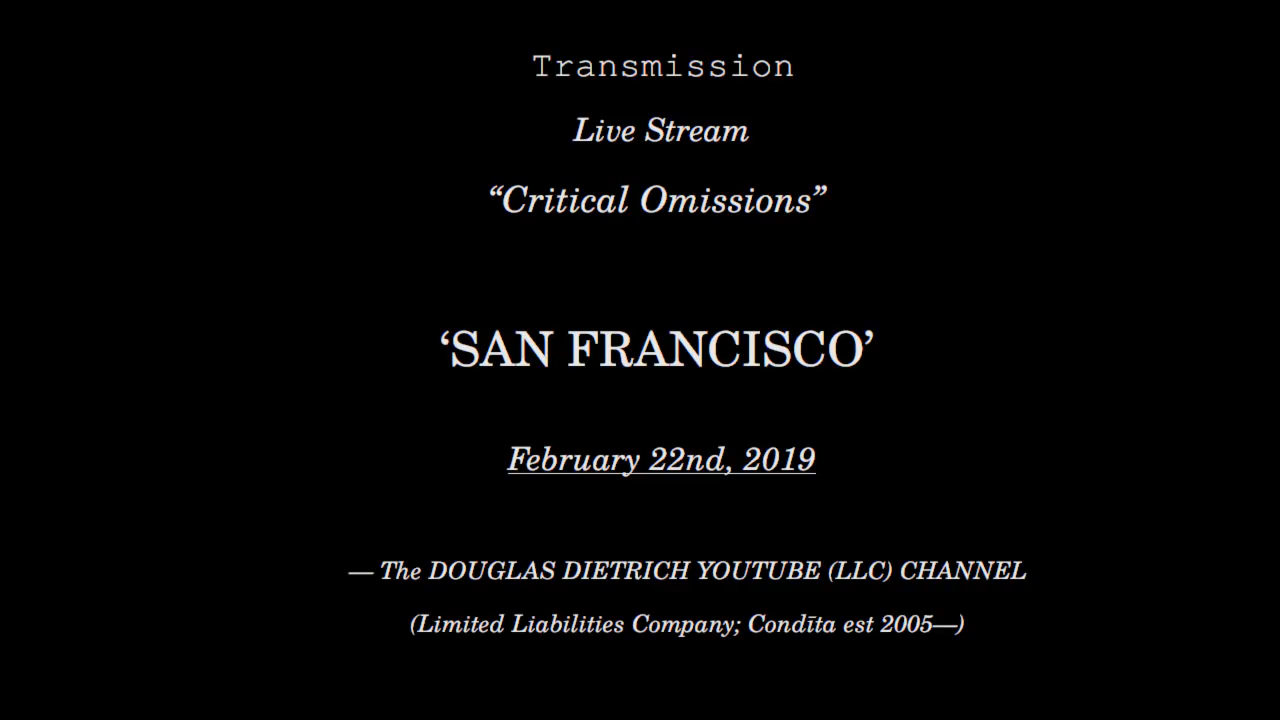 Transmission
Live Stream
“Critical Omissions”
‘SAN FRANCISCO’
February 22nd, 2019
— The DOUGLAS DIETRICH YOUTUBE (LLC) CHANNEL
(Limited Liabilities Company; Condīta est 2005—)